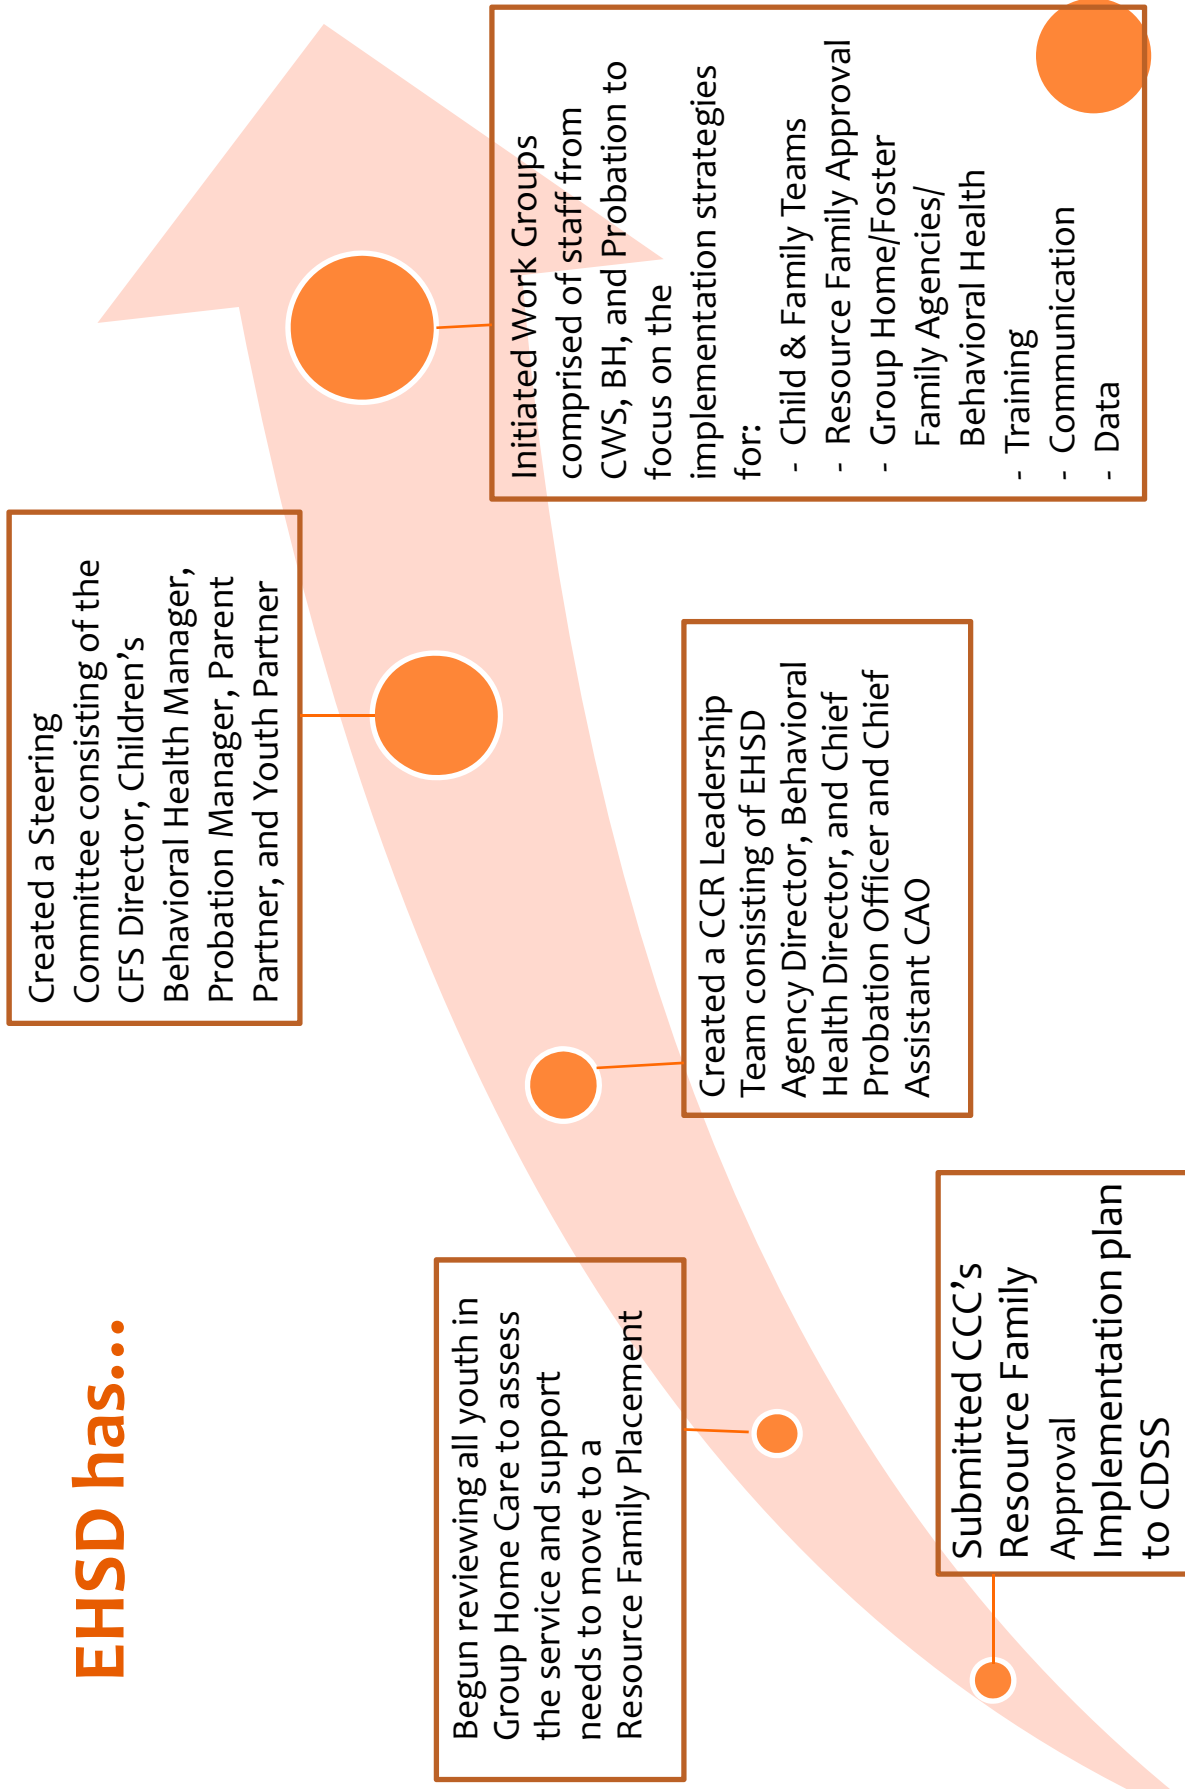 EHSD has...
Submitted CCC’s
Resource Family
Approval
Implementation plan
to CDSS
Begun reviewing all youth in
Group Home Care to assess
the service and support
needs to move to a
Resource Family Placement
Created a CCR Leadership
Team consisting of EHSD
Agency Director, Behavioral
Health Director, and Chief
Probation Officer and Chief
Assistant CAO
Created a Steering
Committee consisting of the
CFS Director, Children’s
Behavioral Health Manager,
Probation Manager, Parent
Partner, and Youth Partner
Initiated Work Groups
comprised of staff from
CWS, BH, and Probation to
focus on the
implementation strategies
for:
- Child & Family Teams
- Resource Family Approval
- Group Home/Foster
Family Agencies/
Behavioral Health
- Training
- Communication
- Data